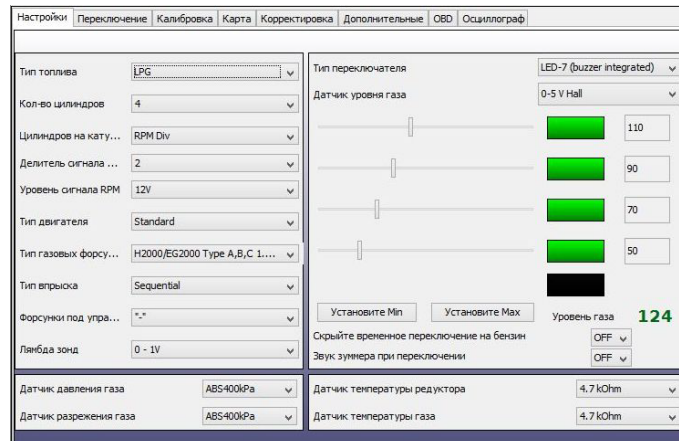 Настройки Переключение Калибровка Карта Корректировка Дополнительные OBD Осциллограф
Тип топлива LPG
Кол-во цилиндров 4
Цилиндров на кату... RPM Div
Делитель сигнала ... 2
Уровень сигнала RPM 12V
Тип двигателя Standard
Тип газовых форсу... H2000/EG2000 Type A,B,C 1....
Тип впрыска Sequential
Форсунки под упра... "-"
Лямбда зонд 0 - 1V
Тип переключателя LED-7 (buzzer integrated)
Датчик уровня газа 0-5 V Hall
110
90
70
50
Установите Min Установите Max Уровень газа 124
Скрыйте временное переключение на бензин OFF
Звук зуммера при переключении OFF
Датчик давления газа ABS400kPa
Датчик разрежения газа ABS400kPa
Датчик температуры редуктора 4.7 kOhm
Датчик температуры газа 4.7 kOhm